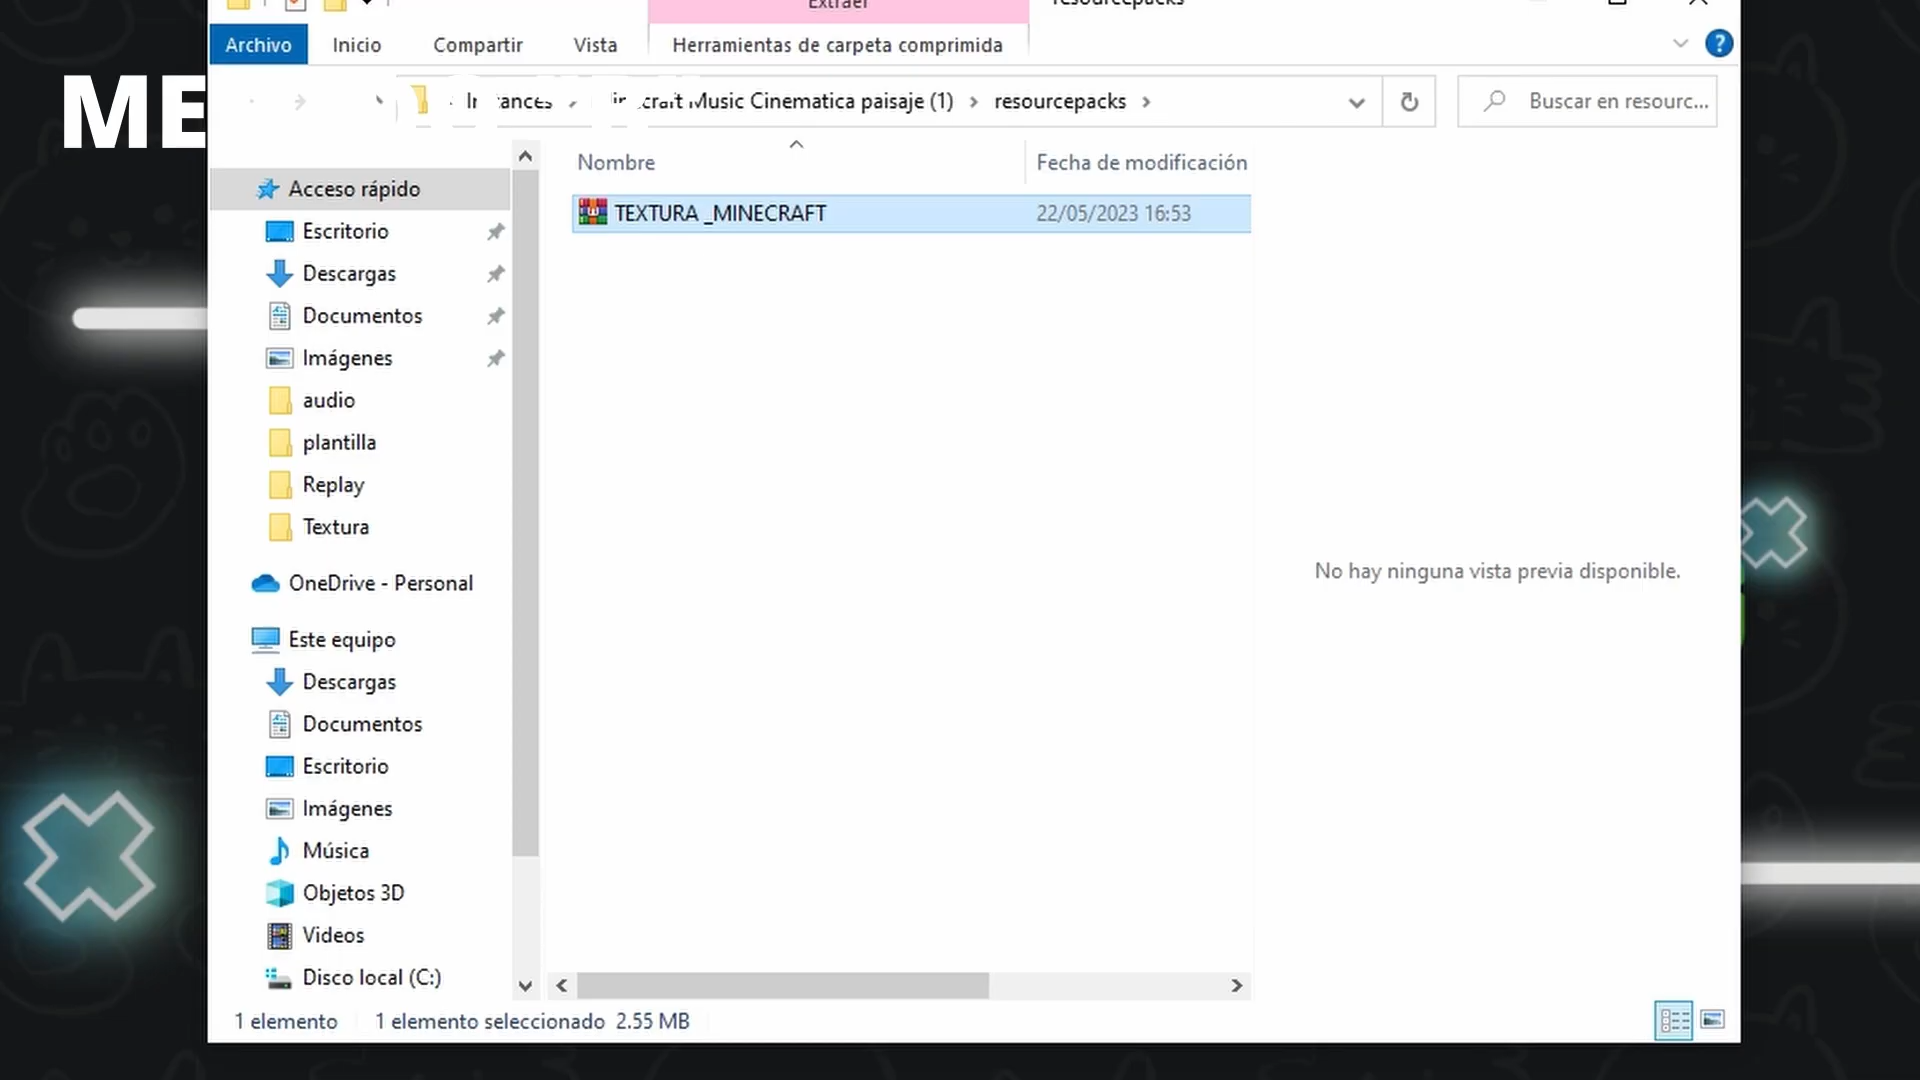 Extraer
resourcepacks
Archivo
Inicio
Compartir
Vista
Herramientas de carpeta comprimida
ME
craft Music Cinematica paisaje (1)
resourcepacks
Buscar en resourc...
Nombre
Fecha de modificación
Acceso rápido
TEXTURA _MINECRAFT
22/05/2023 16:53
Escritorio
Descargas
Documentos
Imágenes
audio
plantilla
Replay
Textura
No hay ninguna vista previa disponible.
OneDrive - Personal
Este equipo
Descargas
Documentos
Escritorio
Imágenes
Música
Objetos 3D
Videos
Disco local (C:)
1 elemento
1 elemento seleccionado 2.55 MB